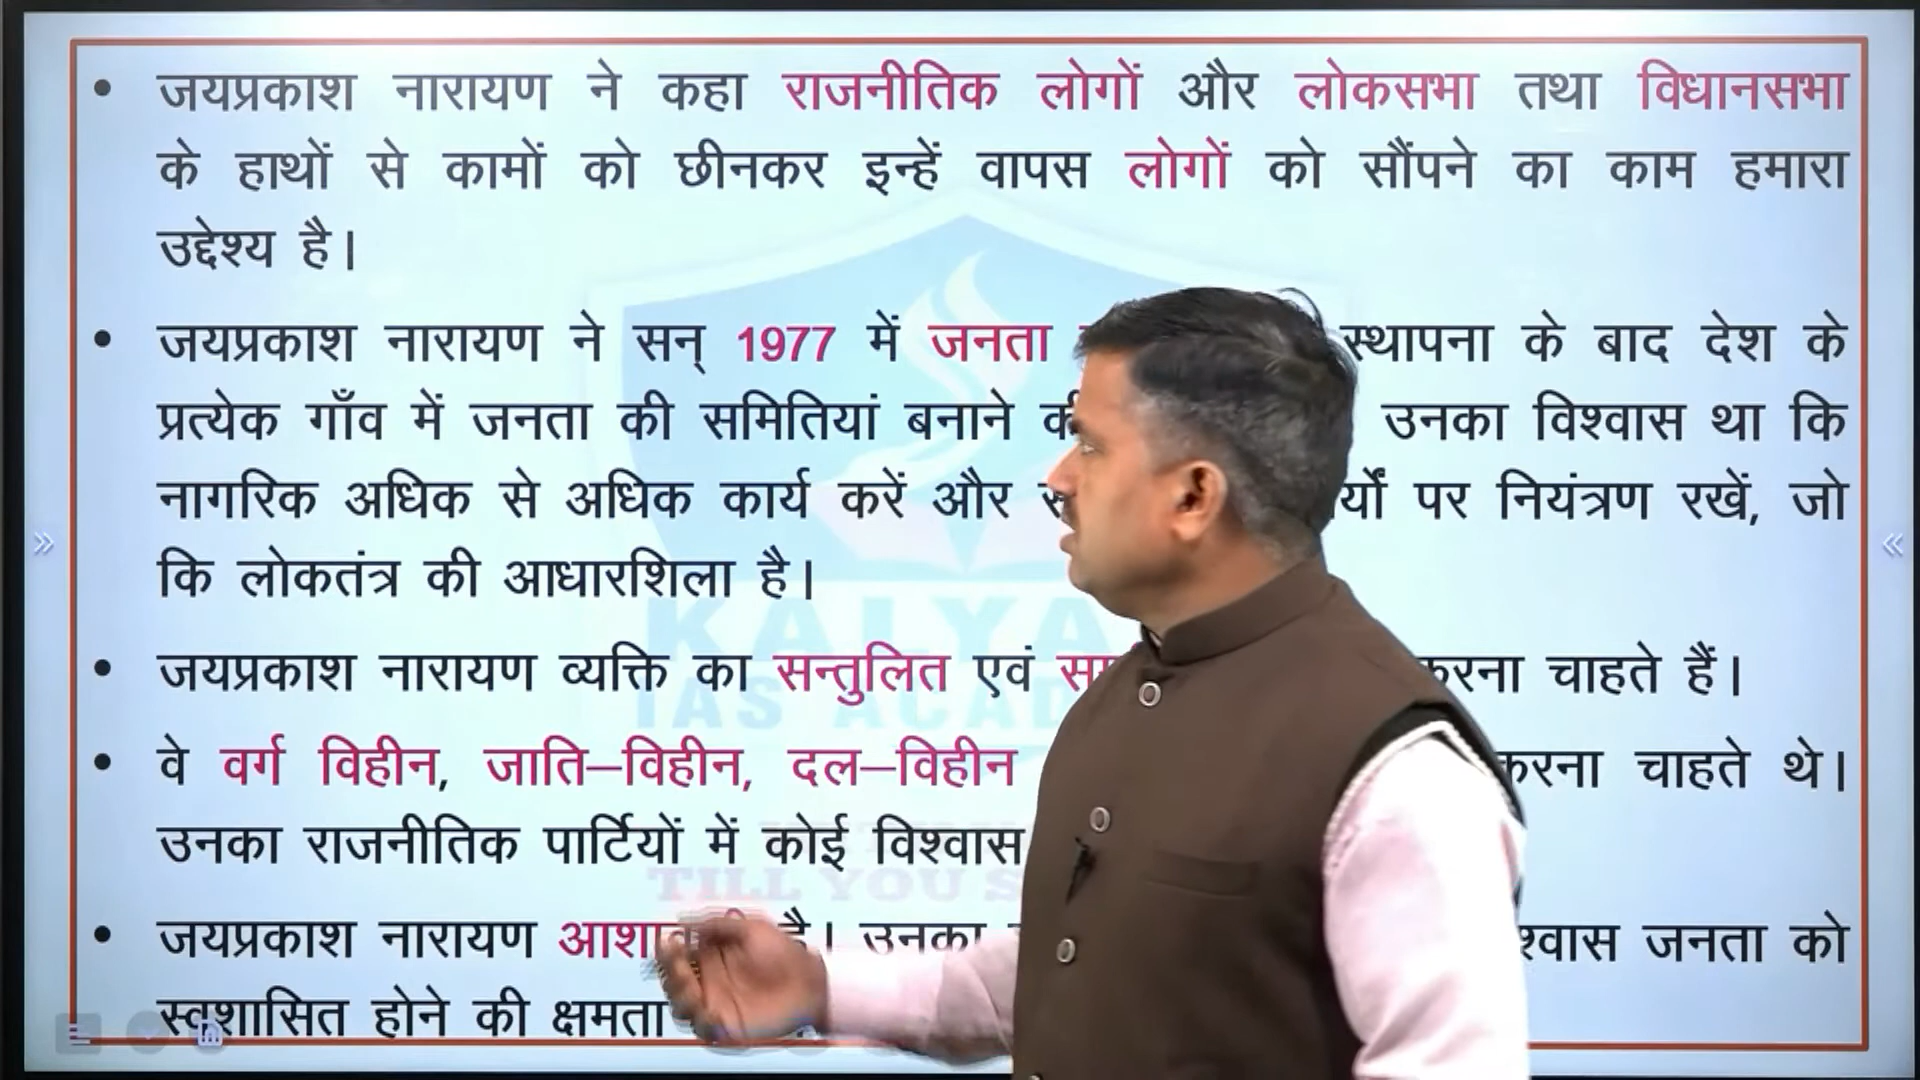 जयप्रकाश नारायण ने कहा राजनीतिक लोगों और लोकसभा तथा विधानसभा
के हाथों से कामों को छीनकर इन्हें वापस लोगों को सौंपने का काम हमारा
उद्देश्य है।
जयप्रकाश नारायण ने सन् 1977 में जनता स्थापना के बाद देश के
प्रत्येक गाँव में जनता की समितियां बनाने उनका विश्वास था कि
नागरिक अधिक से अधिक कार्य करें और पर नियंत्रण रखें, जो
कि लोकतंत्र की आधारशिला है।
जयप्रकाश नारायण व्यक्ति का सन्तुलित एवं करना चाहते हैं।
वे वर्ग विहीन, जाति–विहीन, दल–विहीन करना चाहते थे।
उनका राजनीतिक पार्टियों में कोई विश्वास
जयप्रकाश नारायण है। उनका जनता को
स्वशासित होने की क्षमता
TILL YOU